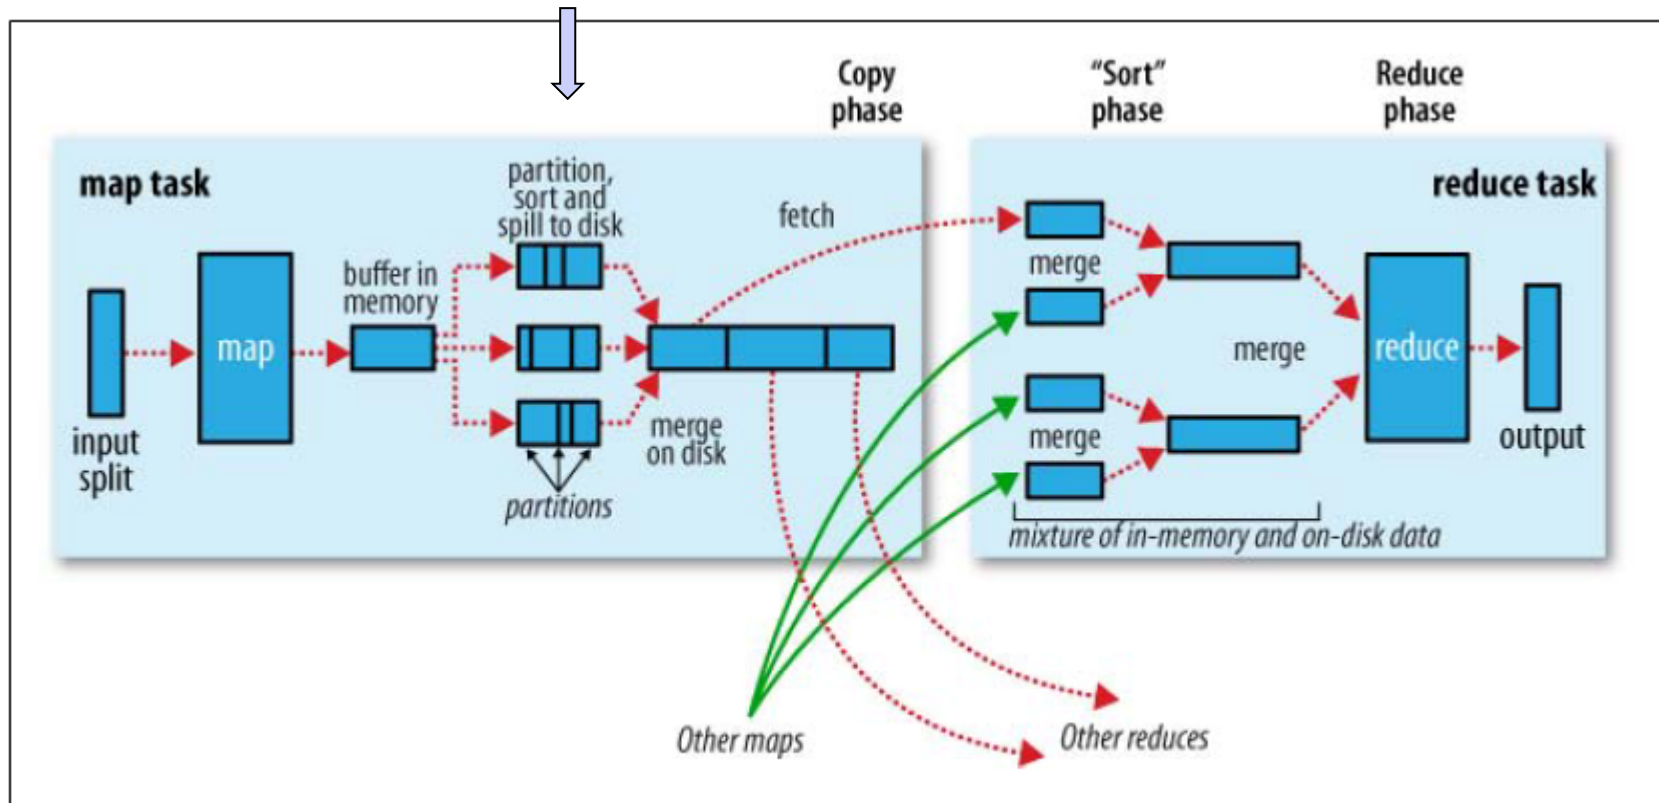 Copy
phase
"Sort"
phase
Reduce
phase
map task
partition,
sort and
spill to disk
fetch
buffer in
memory
map
input
split
merge
on disk
partitions
reduce task
merge
merge
merge
reduce
output
mixture of in-memory and on-disk data
Other maps
Other reduces